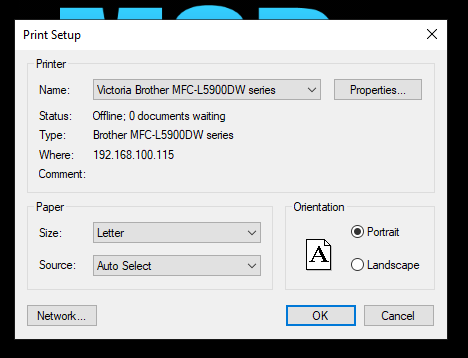 Print Setup
Printer
Name: Victoria Brother MFC-L5900DW series Properties...
Status: Offline; 0 documents waiting
Type: Brother MFC-L5900DW series
Where: 192.168.100.115
Comment:
Paper
Size: Letter
Source: Auto Select
Orientation
A
Portrait
Landscape
Network... OK Cancel